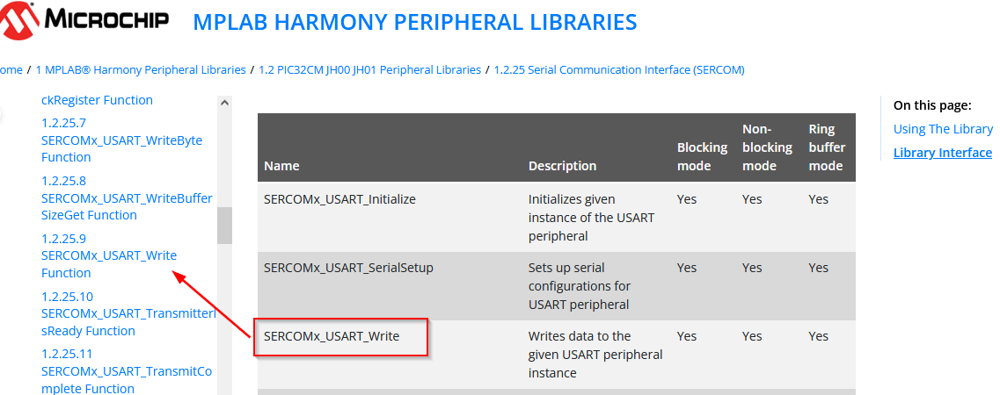 MICROCHIP MPLAB HARMONY PERIPHERAL LIBRARIES
ome / 1 MPLAB® Harmony Peripheral Libraries / 1.2 PIC32CM JH00 JH01 Peripheral Libraries / 1.2.25 Serial Communication Interface (SERCOM)
ckRegister Function
1.2.25.7
SERCOMx_USART_WriteByte
Function
1.2.25.8
SERCOMx_USART_WriteBuffer
SizeGet Function
1.2.25.9
SERCOMx_USART_Write
Function
1.2.25.10
SERCOMx_USART_TransmitterI
sReady Function
1.2.25.11
SERCOMx_USART_TransmitCo
mplete Function
Name Description Blocking mode Non-blocking mode Ring buffer mode
SERCOMx_USART_Initialize Initializes given Yes Yes Yes
instance of the USART
peripheral
SERCOMx_USART_SerialSetup Sets up serial Yes Yes Yes
configurations for
USART peripheral
SERCOMx_USART_Write Writes data to the Yes Yes Yes
given USART peripheral
instance
On this page:
Using The Library
Library Interface